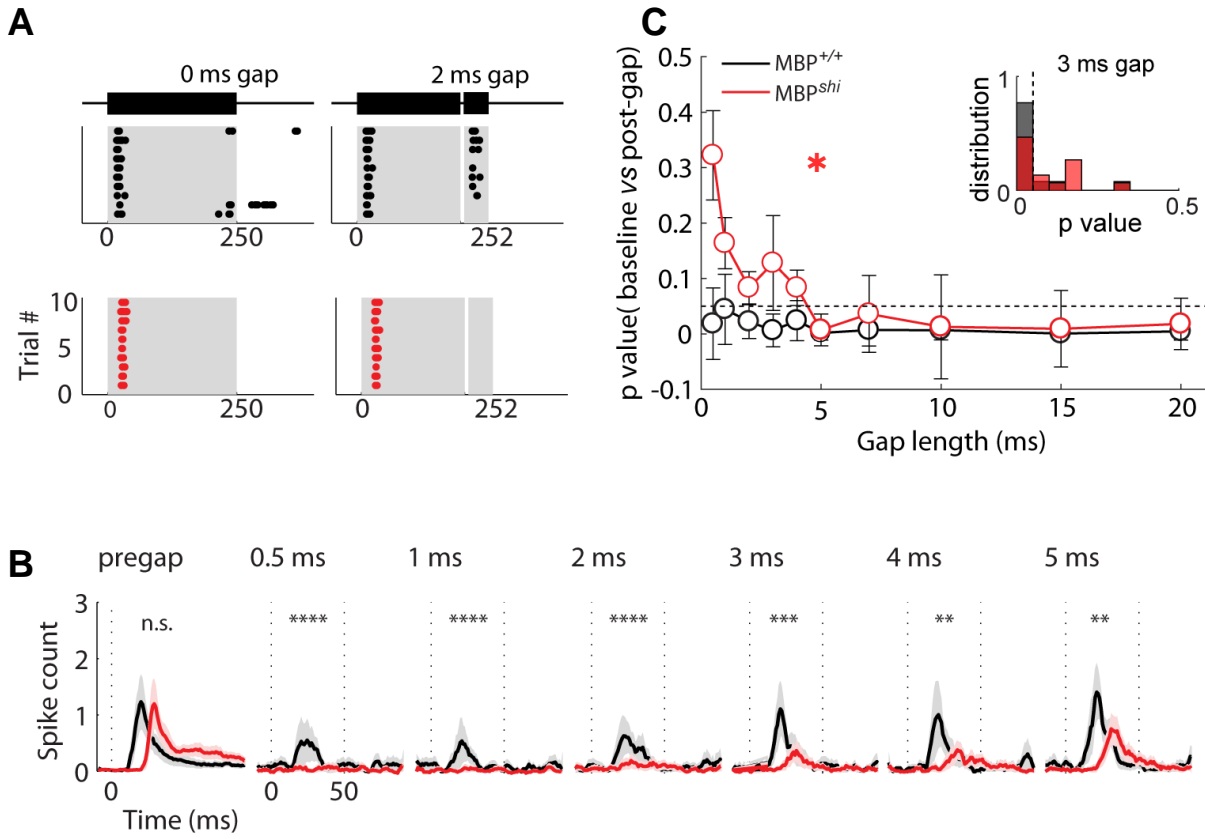 A
0 ms gap
2 ms gap
0
250
0
252
Trial #
10
5
0
0
250
0
252
C
p value( baseline vs post-gap)
0.5
0.4
0.3
0.2
0.1
0
-0.1
MBP+/+
MBPshi
*
3 ms gap
distribution
1
0
0
0.5
p value
0
5
10
15
20
Gap length (ms)
B
pregap
0.5 ms
1 ms
2 ms
3 ms
4 ms
5 ms
Spike count
3
2
1
0
n.s.
****
****
****
***
**
**
0
0
50
Time (ms)